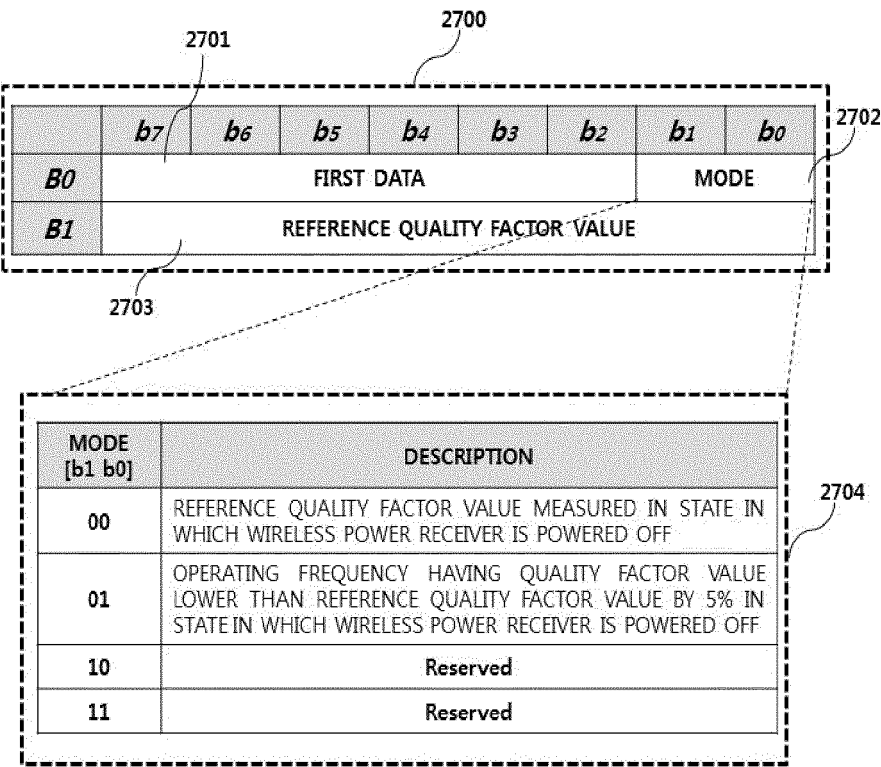 2700
2701
b7 b6 b5 b4 b3 b2 b1 b0
2702
B0 FIRST DATA MODE
B1 REFERENCE QUALITY FACTOR VALUE
2703
MODE
[b1 b0]
DESCRIPTION
2704
00
REFERENCE QUALITY FACTOR VALUE MEASURED IN STATE IN
WHICH WIRELESS POWER RECEIVER IS POWERED OFF
01
OPERATING FREQUENCY HAVING QUALITY FACTOR VALUE
LOWER THAN REFERENCE QUALITY FACTOR VALUE BY 5% IN
STATE IN WHICH WIRELESS POWER RECEIVER IS POWERED OFF
10 Reserved
11 Reserved